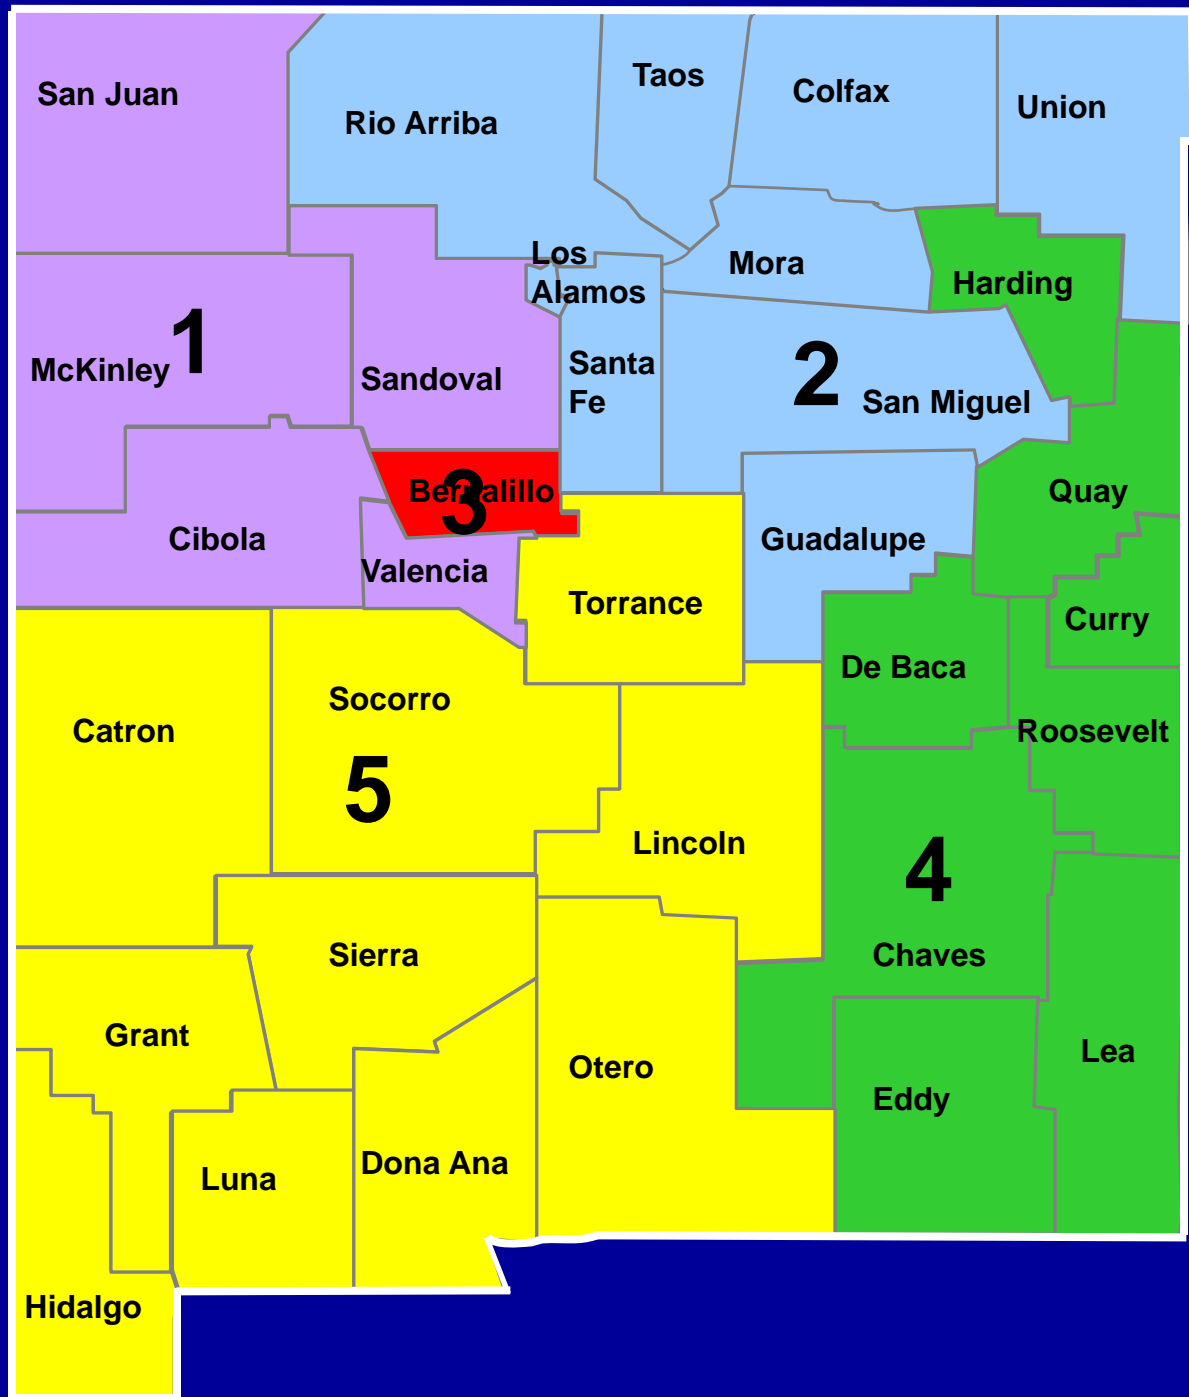 San Juan
Rio Arriba
Taos
Colfax
Union
Los
Alamos
Mora
Harding
1
McKinley
Sandoval
Santa
Fe
2
San Miguel
3
Bernalillo
Quay
Cibola
Valencia
Guadalupe
Torrance
Curry
De Baca
Socorro
Catron
Roosevelt
5
Lincoln
4
Sierra
Chaves
Grant
Otero
Lea
Eddy
Luna
Dona Ana
Hidalgo